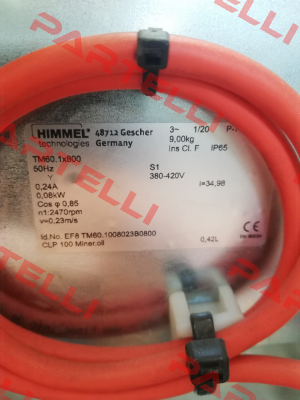 PARTELLI
HIMMEL® technologies
48712 Gescher Germany
3~ 1/20 P-
9,00kg
Ins Cl. F IP65
TM60.1x800
50Hz
Y
S1
380-420V
0,24A
0,08kW
i=34,98
Cos φ 0,85
n1:2470rpm
v=0,23m/s
CE
Id.No. EF8 TM60.1008023B0800
CLP 100 Miner.oil
0,42L